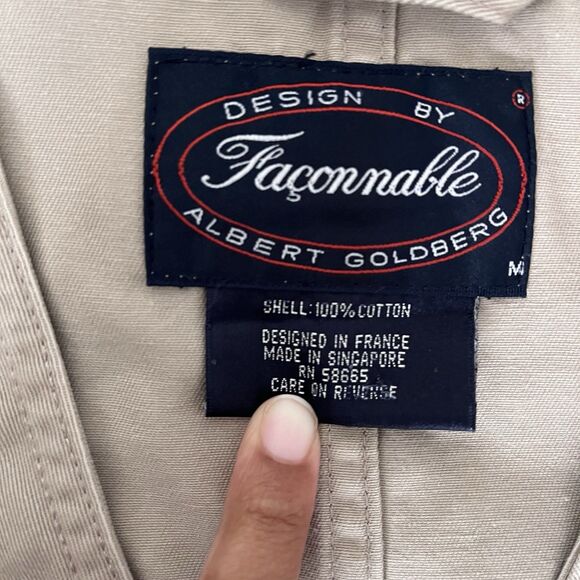 DESIGN BY
Façonnable
ALBERT GOLDBERG
®
M
SHELL: 100% COTTON
DESIGNED IN FRANCE
MADE IN SINGAPORE
RN 58665
CARE ON REVERSE